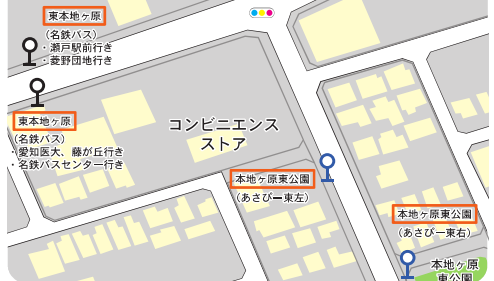 東本地ヶ原
(名鉄バス)
・瀬戸駅前行き
・菱野団地行き
東本地ヶ原
(名鉄バス)
・愛知医大、藤が丘行き
・名鉄バスセンター行き
コンビニエンス
ストア
本地ヶ原東公園
(あさぴー東左)
本地ヶ原東公園
(あさぴー東右)
本地ヶ原
東公園